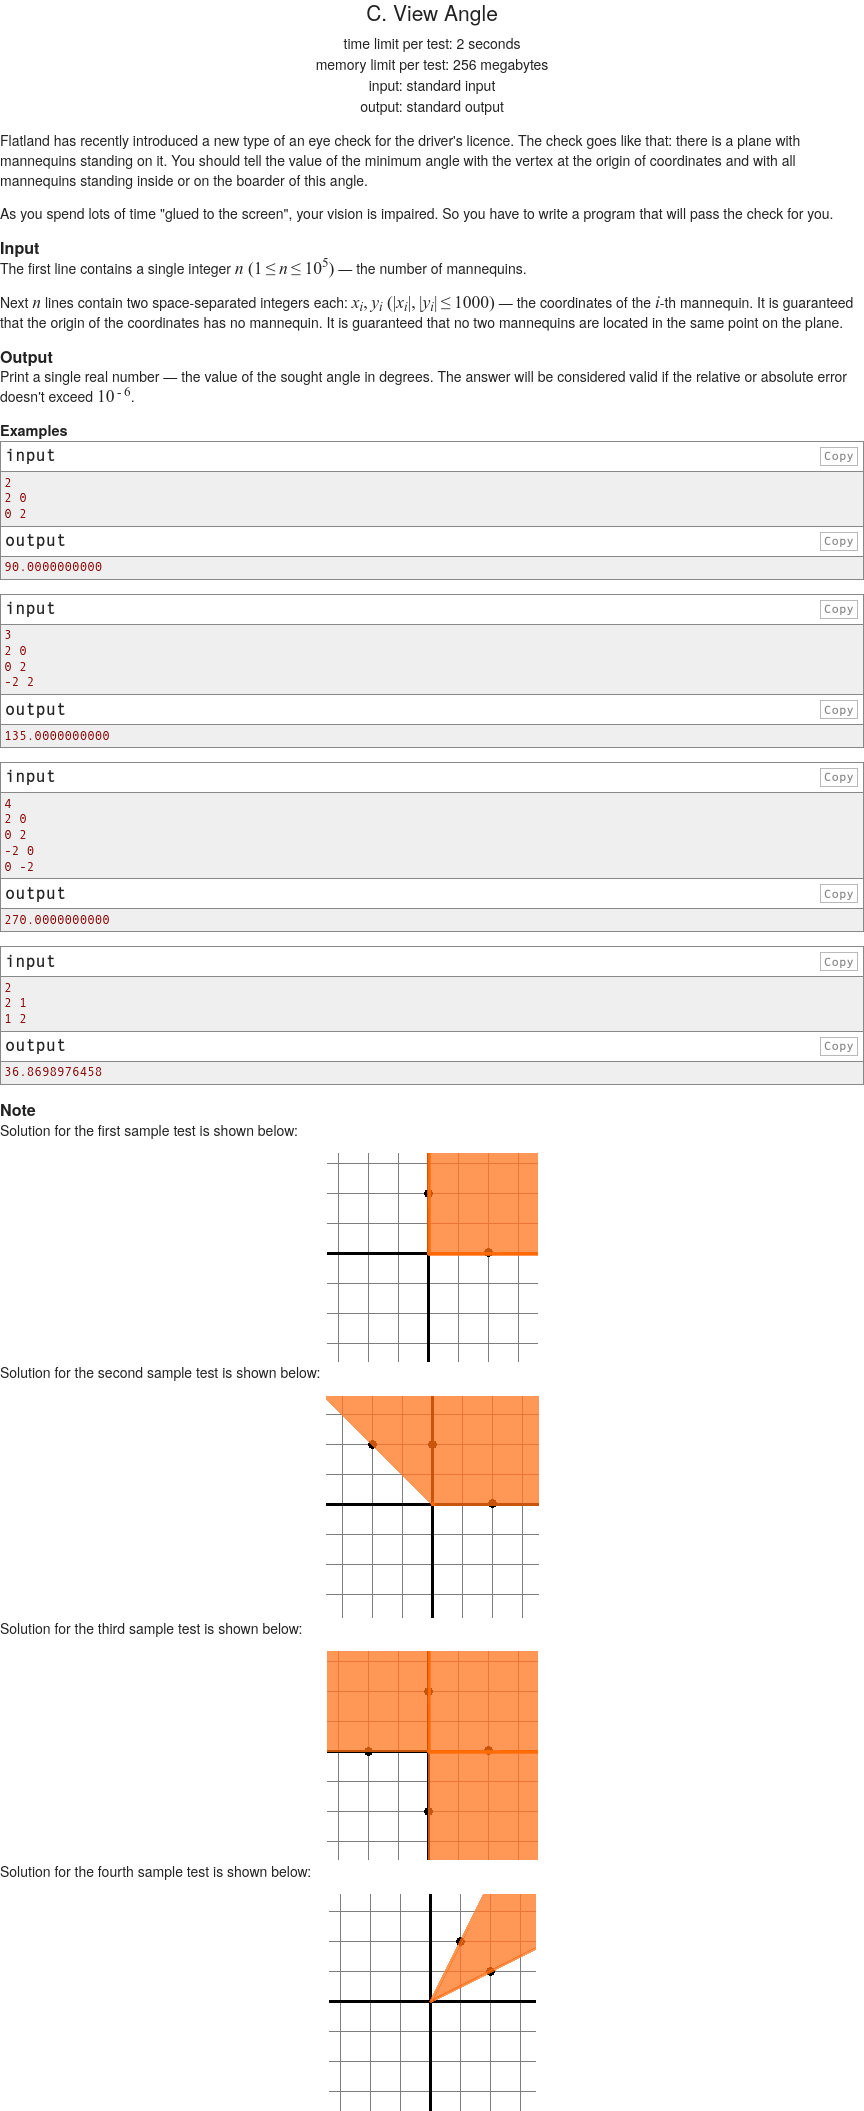 C. View Angle
time limit per test: 2 seconds
memory limit per test: 256 megabytes
input: standard input
output: standard output
Flatland has recently introduced a new type of an eye check for the driver's licence. The check goes like that: there is a plane with
mannequins standing on it. You should tell the value of the minimum angle with the vertex at the origin of coordinates and with all
mannequins standing inside or on the boarder of this angle.
As you spend lots of time "glued to the screen", your vision is impaired. So you have to write a program that will pass the check for you.
Input
The first line contains a single integer n (1 ≤ n ≤ 10^5) — the number of mannequins.
Next n lines contain two space-separated integers each: x_i, y_i (|x_i|, |y_i| ≤ 1000) — the coordinates of the i-th mannequin. It is guaranteed
that the origin of the coordinates has no mannequin. It is guaranteed that no two mannequins are located in the same point on the plane.
Output
Print a single real number — the value of the sought angle in degrees. The answer will be considered valid if the relative or absolute error
doesn't exceed 10^-6.
Examples
input Copy
2
2 0
0 2
output Copy
90.0000000000
input Copy
3
2 0
0 2
-2 2
output Copy
135.0000000000
input Copy
4
2 0
0 2
-2 0
0 -2
output Copy
270.0000000000
input Copy
2
2 1
1 2
output Copy
36.8698976458
Note
Solution for the first sample test is shown below:
Solution for the second sample test is shown below:
Solution for the third sample test is shown below:
Solution for the fourth sample test is shown below: